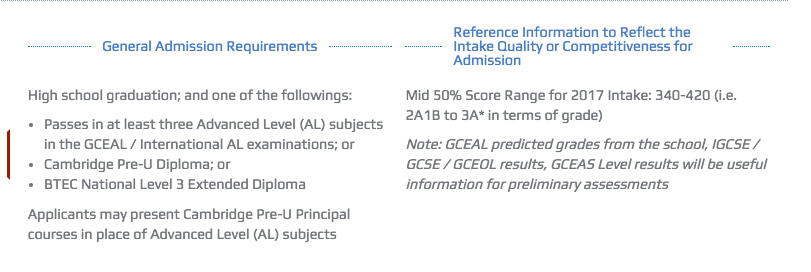 General Admission Requirements
High school graduation; and one of the followings:
• Passes in at least three Advanced Level (AL) subjects
in the GCEAL / International AL examinations; or
• Cambridge Pre-U Diploma; or
• BTEC National Level 3 Extended Diploma
Applicants may present Cambridge Pre-U Principal
courses in place of Advanced Level (AL) subjects
Reference Information to Reflect the
Intake Quality or Competitiveness for
Admission
Mid 50% Score Range for 2017 Intake: 340-420 (i.e.
2A1B to 3A* in terms of grade)
Note: GCEAL predicted grades from the school, IGCSE /
GCSE / GCEOL results, GCEAS Level results will be useful
information for preliminary assessments